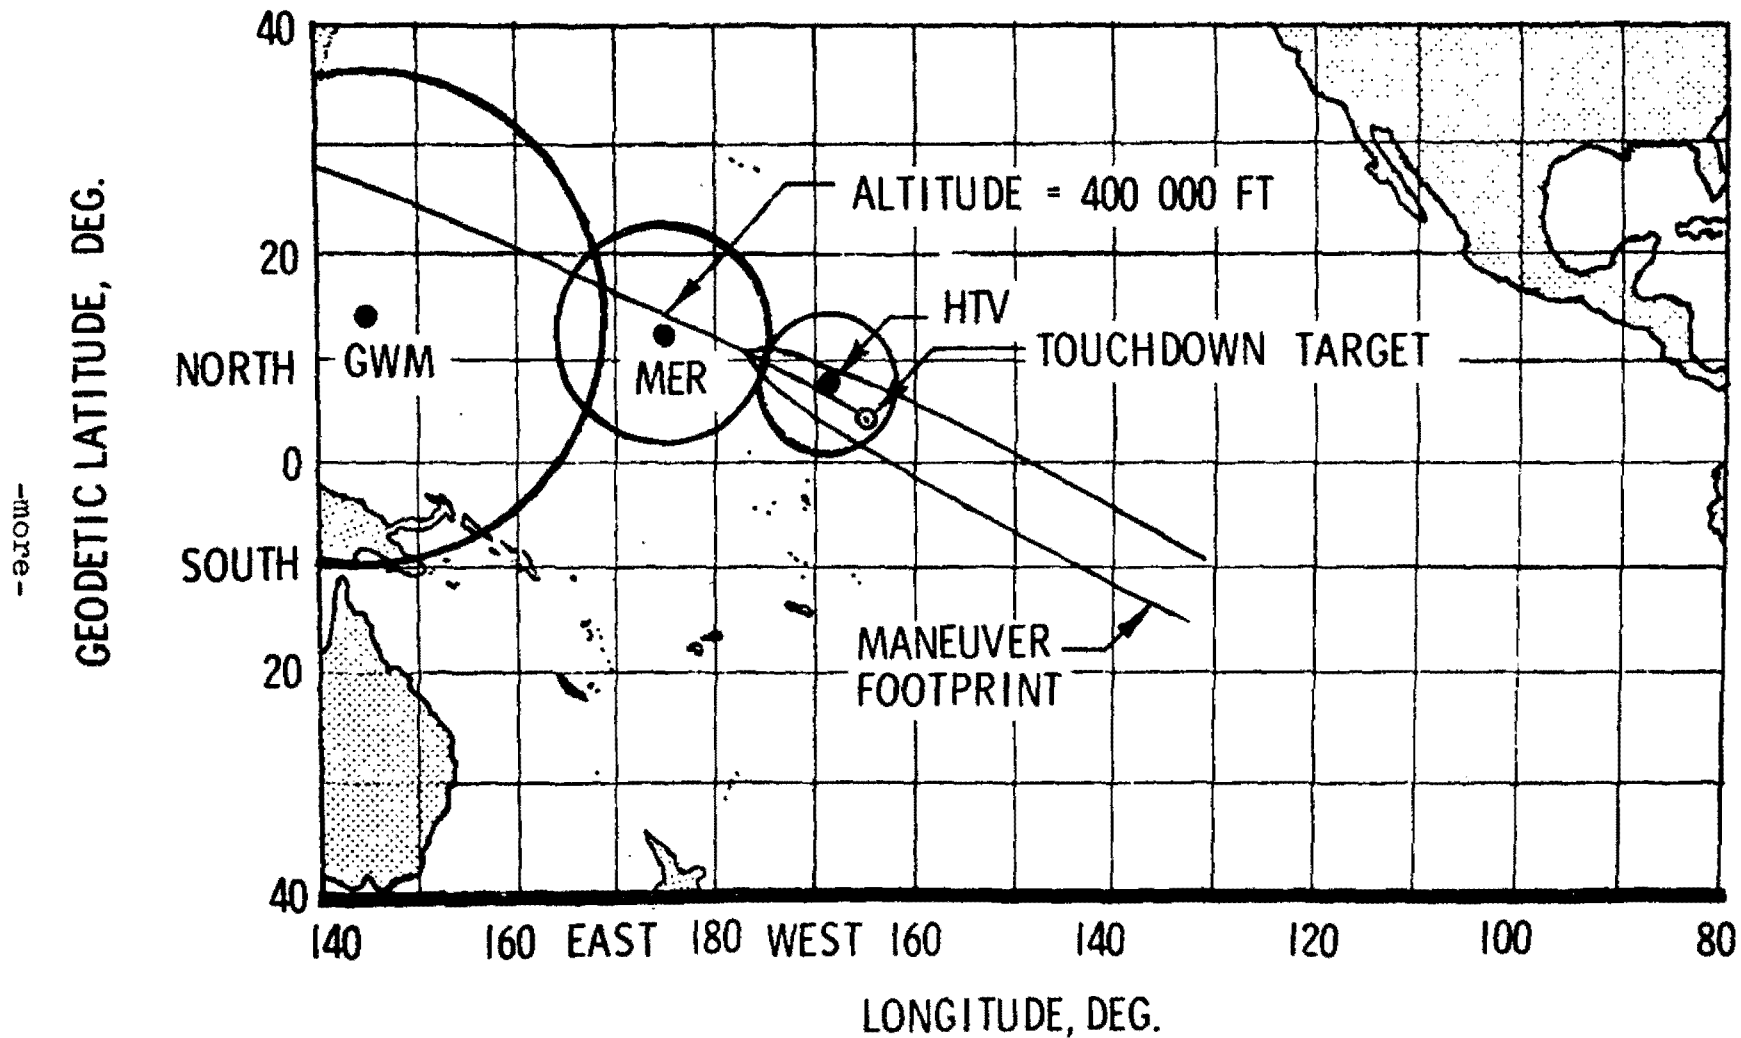 40
20
NORTH
0
SOUTH
20
40
GEODETIC LATITUDE, DEG.
-more-
ALTITUDE = 400 000 FT
HTV
TOUCHDOWN TARGET
GWM
MER
MANEUVER
FOOTPRINT
140 160 EAST 180 WEST 160 140 120 100 80
LONGITUDE, DEG.